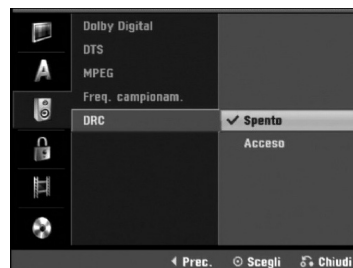 Dolby Digital
DTS
A
MPEG
Freq. campionam.
DRC
✓ Spento
Acceso
Prec. Scegli Chiudi